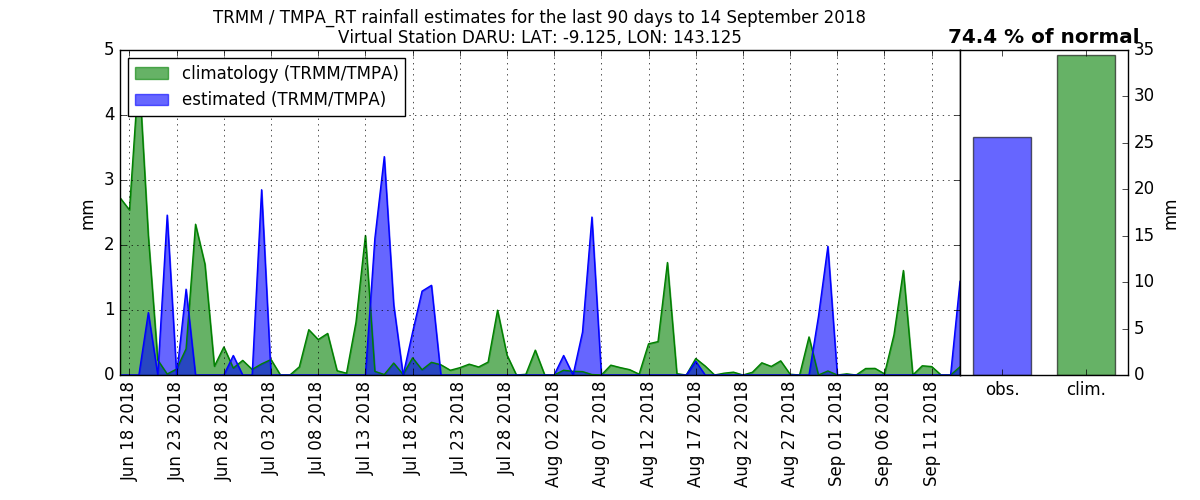 TRMM / TMPA_RT rainfall estimates for the last 90 days to 14 September 2018
Virtual Station DARU: LAT: -9.125, LON: 143.125
74.4 % of normal
climatology (TRMM/TMPA)
estimated (TRMM/TMPA)
mm
5
4
3
2
1
0
Jun 18 2018
Jun 23 2018
Jun 28 2018
Jul 03 2018
Jul 08 2018
Jul 13 2018
Jul 18 2018
Jul 23 2018
Jul 28 2018
Aug 02 2018
Aug 07 2018
Aug 12 2018
Aug 17 2018
Aug 22 2018
Aug 27 2018
Sep 01 2018
Sep 06 2018
Sep 11 2018
obs.
clim.
35
30
25
20
15
10
5
0
mm